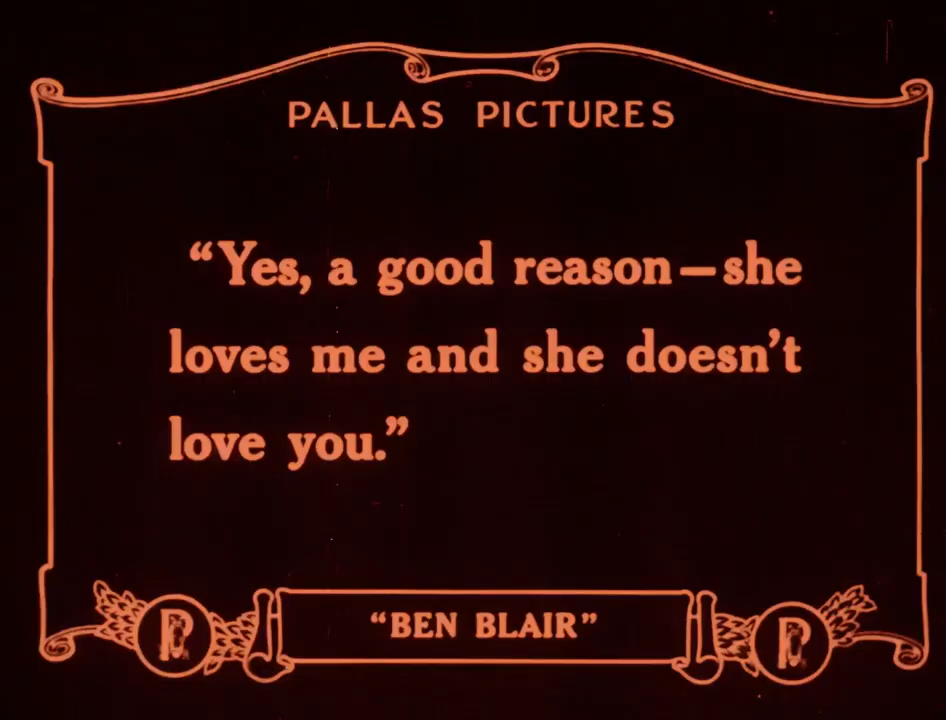 PALLAS PICTURES
“Yes, a good reason—she
loves me and she doesn’t
love you.”
“BEN BLAIR”